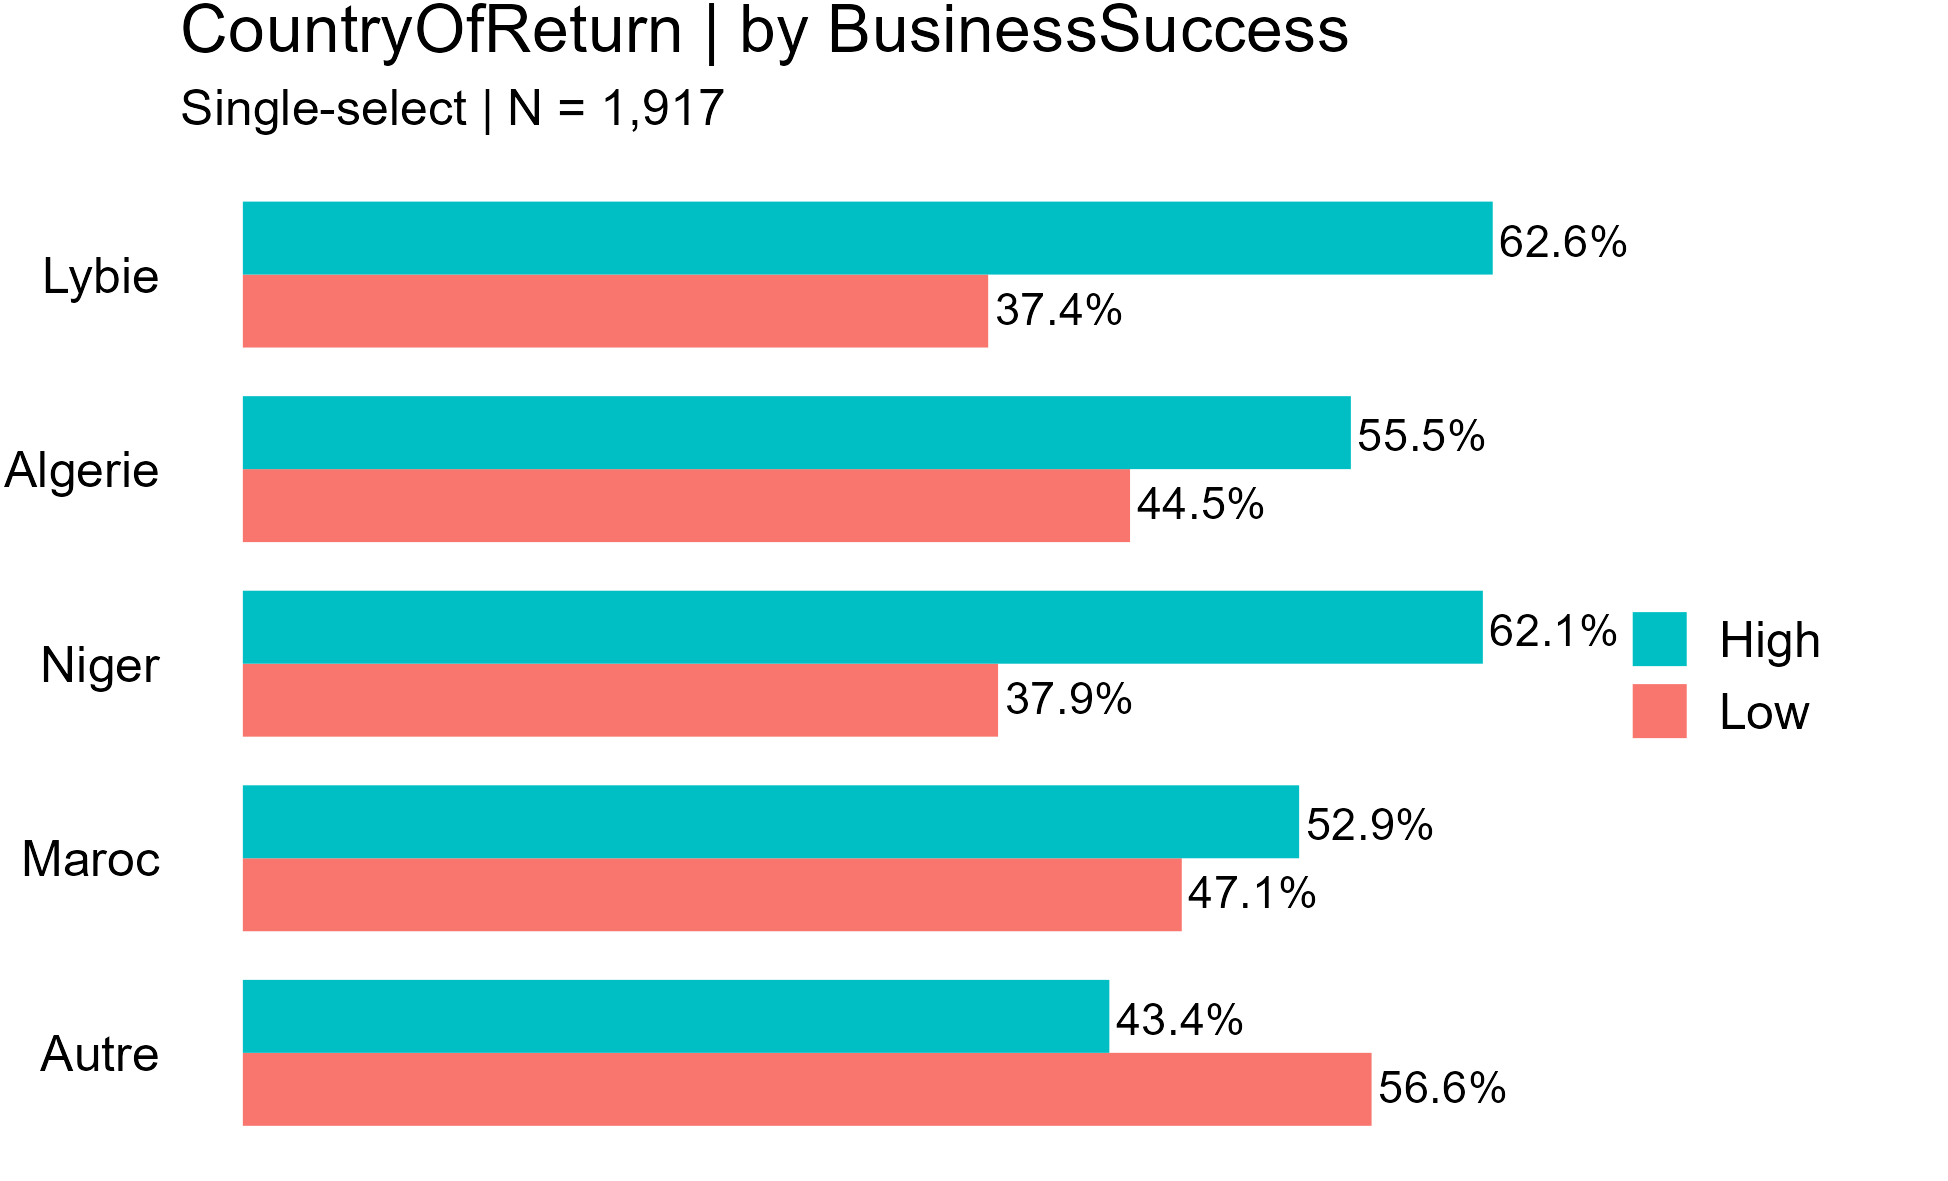 CountryOfReturn | by BusinessSuccess
Single-select | N = 1,917
Lybie
62.6%
37.4%
Algerie
55.5%
44.5%
Niger
62.1%
37.9%
High
Low
Maroc
52.9%
47.1%
Autre
43.4%
56.6%